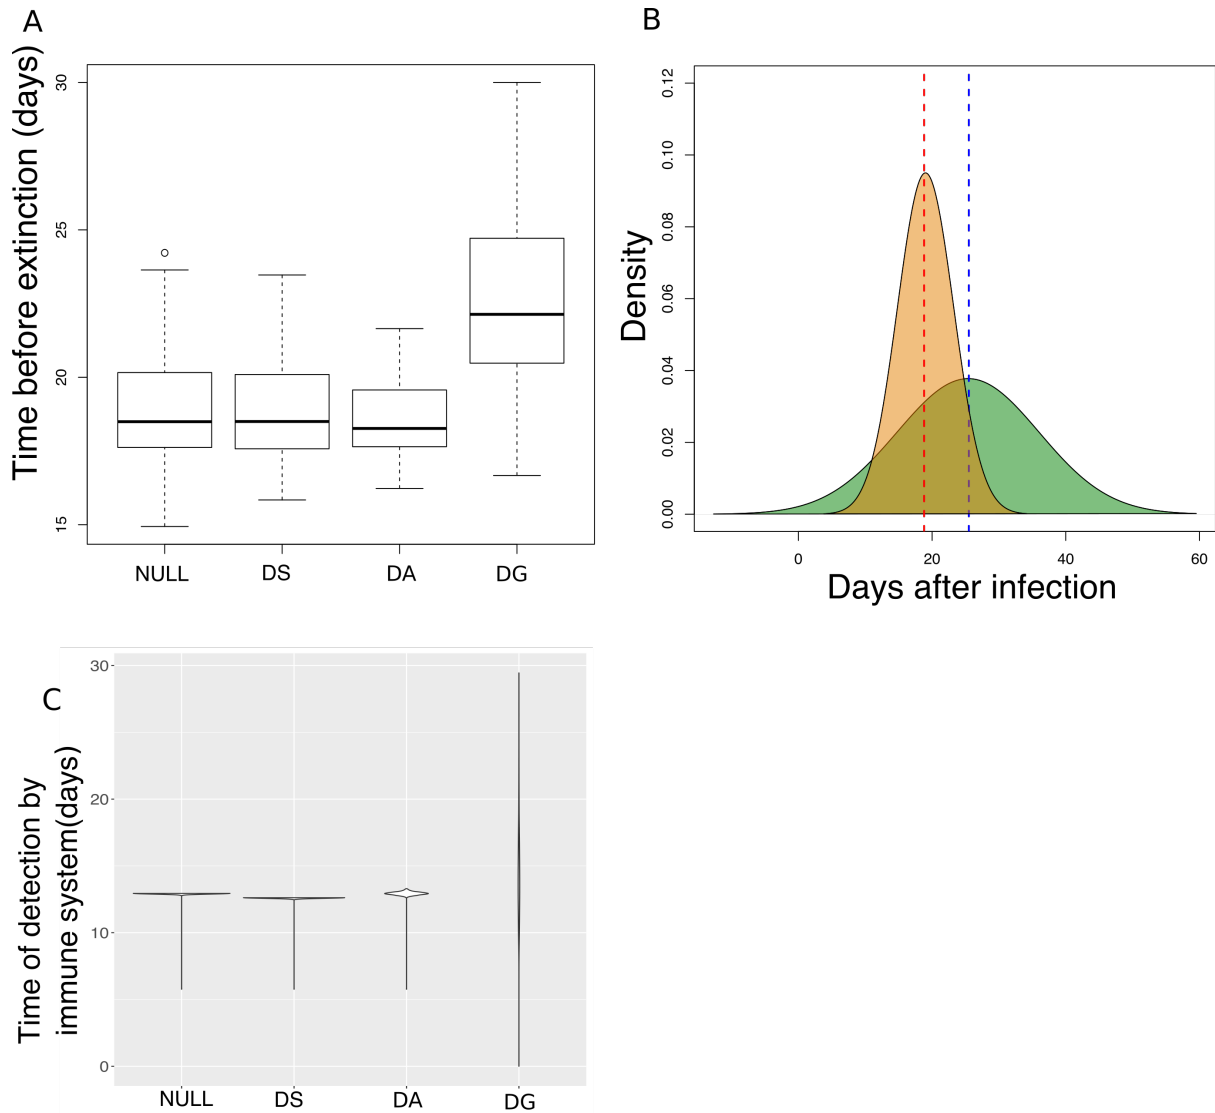 A
Time before extinction (days)
30
25
20
15
NULL DS DA DG
B
Density
0.12
0.10
0.08
0.06
0.04
0.02
0.00
0 20 40 60
Days after infection
C
Time of detection by
immune system(days)
30
20
10
0
NULL DS DA DG